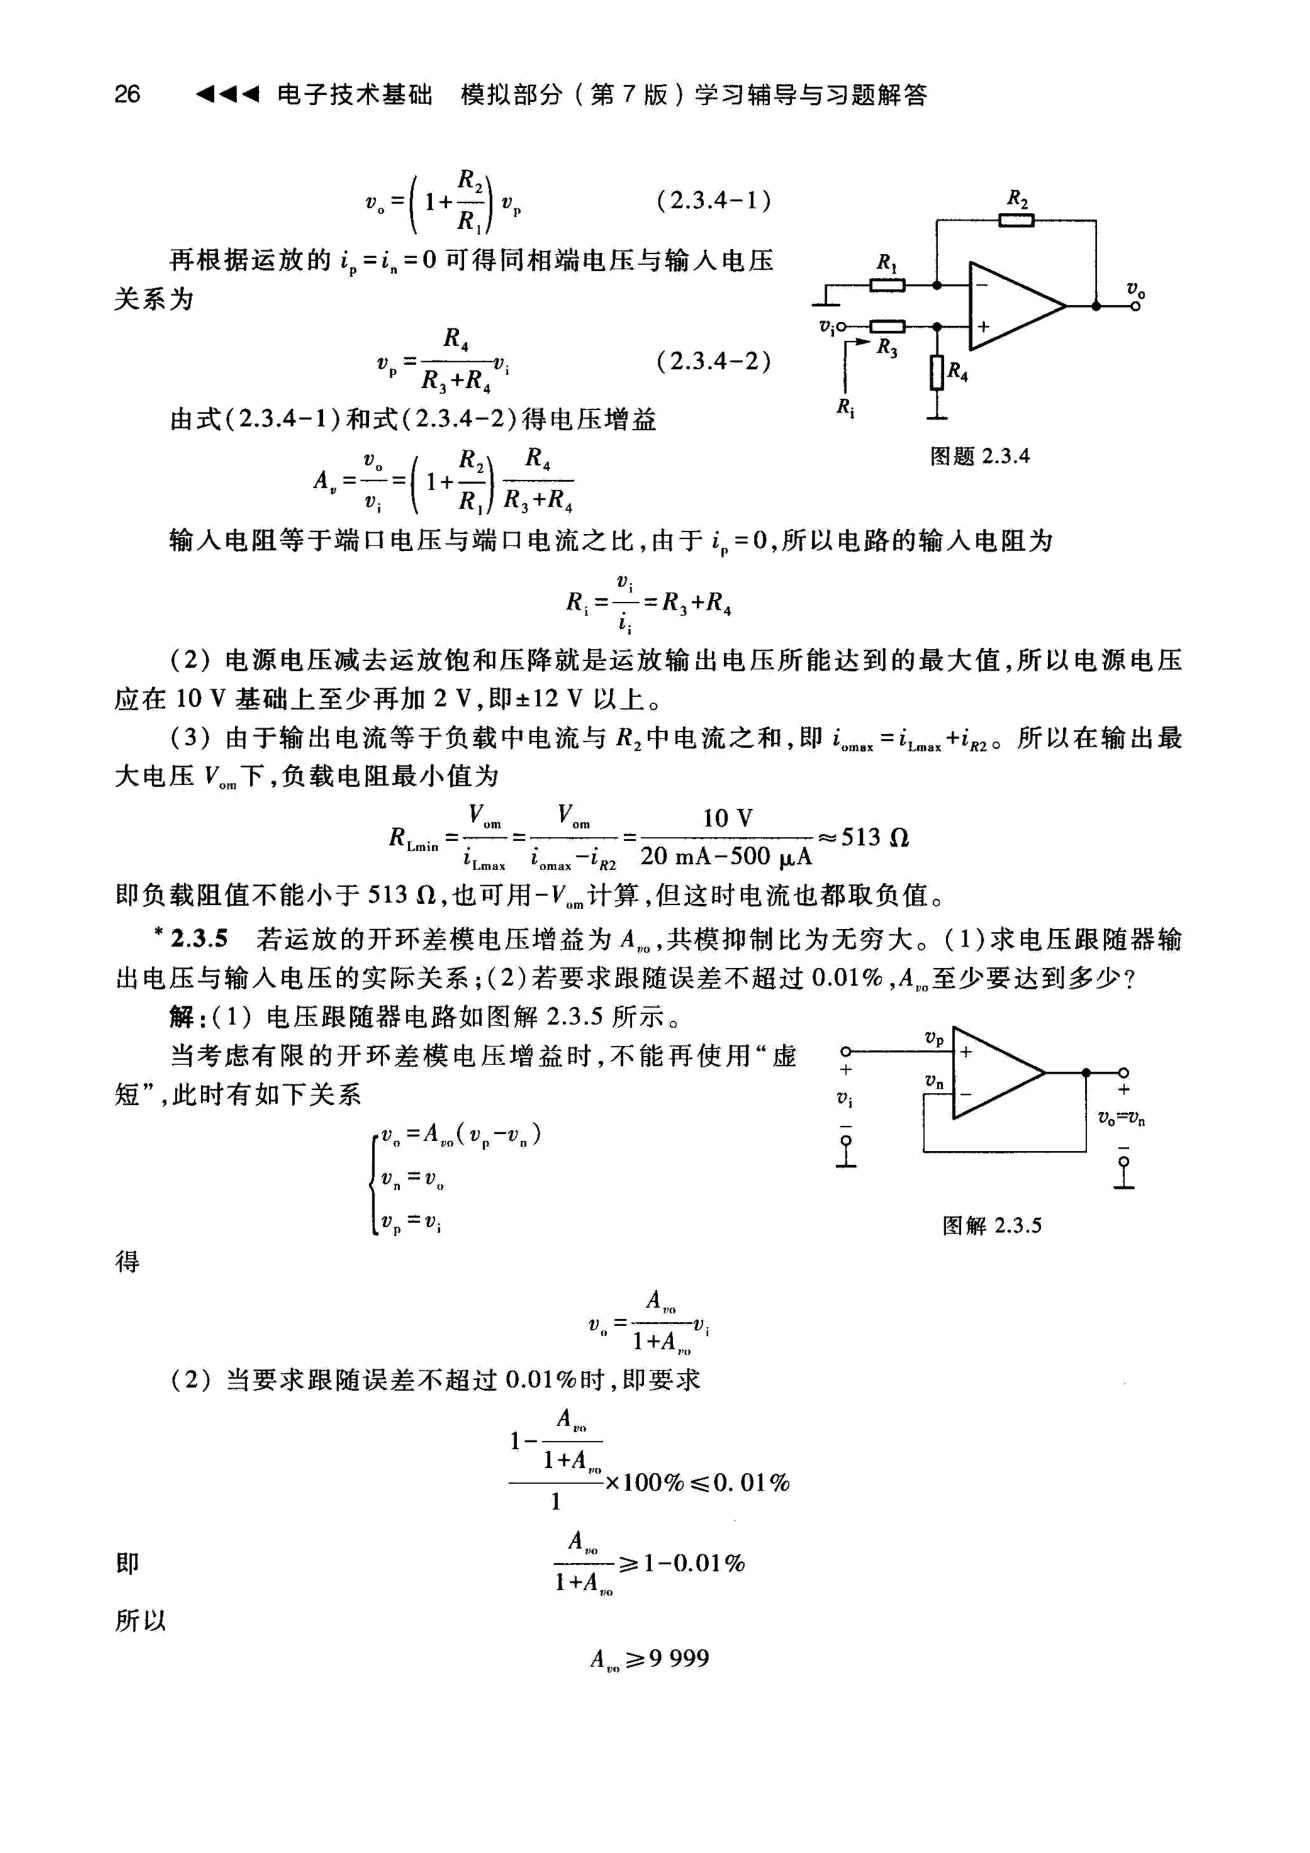 26 ◀◀◀ 电子技术基础 模拟部分（第 7 版）学习辅导与习题解答
v_o=(1+R_2/R_1)v_p (2.3.4-1)
再根据运放的 i_p=i_n=0 可得同相端电压与输入电压
关系为
v_p=R_4/(R_3+R_4) v_i (2.3.4-2)
由式(2.3.4-1)和式(2.3.4-2)得电压增益
A_v=v_o/v_i=(1+R_2/R_1) R_4/(R_3+R_4)
R_2
R_1
−
v_o
v_i
+
R_3
R_4
R_i
图题 2.3.4
输入电阻等于端口电压与端口电流之比,由于 i_p=0,所以电路的输入电阻为
R_i=v_i/i_i=R_3+R_4
(2) 电源电压减去运放饱和压降就是运放输出电压所能达到的最大值,所以电源电压
应在 10 V 基础上至少再加 2 V,即±12 V 以上。
(3) 由于输出电流等于负载中电流与 R_2中电流之和,即 i_omax=i_Lmax+i_R2。所以在输出最
大电压 V_om下,负载电阻最小值为
R_Lmin=V_om/i_Lmax=V_om/(i_omax−i_R2)=10 V/(20 mA−500 μA)≈513 Ω
即负载阻值不能小于 513 Ω,也可用−V_om计算,但这时电流也都取负值。
*2.3.5 若运放的开环差模电压增益为 A_vo,共模抑制比为无穷大。(1)求电压跟随器输
出电压与输入电压的实际关系;(2)若要求跟随误差不超过 0.01%,A_vo至少要达到多少?
解:(1) 电压跟随器电路如图解 2.3.5 所示。
当考虑有限的开环差模电压增益时,不能再使用“虚
短”,此时有如下关系
v_o=A_vo(v_p−v_n)
v_n=v_o
v_p=v_i
v_p
+
v_n
−
+
v_i
−
+
v_o=v_n
−
图解 2.3.5
得
v_o=A_vo/(1+A_vo) v_i
(2) 当要求跟随误差不超过 0.01%时,即要求
(1−A_vo/(1+A_vo))/1×100%≤0.01%
即 A_vo/(1+A_vo)≥1−0.01%
所以
A_vo≥9 999